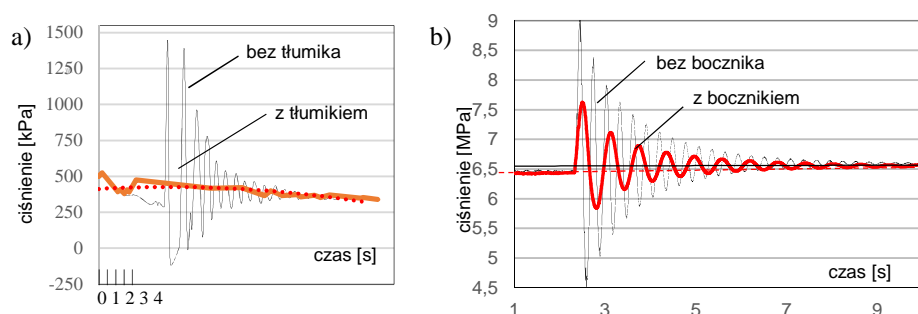 a)
ciśnienie [kPa]
1500
1250
1000
750
500
250
0
-250
bez tłumika
z tłumikiem
czas [s]
0 1 1 2 2 3 4
b)
ciśnienie [MPa]
9
8,5
8
7,5
7
6,5
6
5,5
5
4,5
bez bocznika
z bocznikiem
czas [s]
1 3 5 7 9